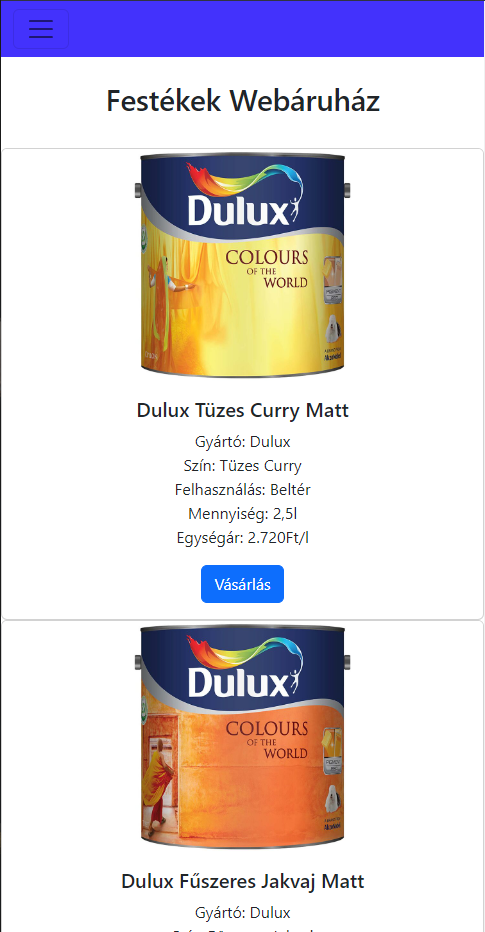 Festékek Webáruház
Dulux
COLOURS
OF THE
WORLD
Dulux Tüzes Curry Matt
Gyártó: Dulux
Szín: Tüzes Curry
Felhasználás: Beltér
Mennyiség: 2,5l
Egységár: 2.720Ft/l
Vásárlás
Dulux
COLOURS
OF THE
WORLD
Dulux Fűszeres Jakvaj Matt
Gyártó: Dulux